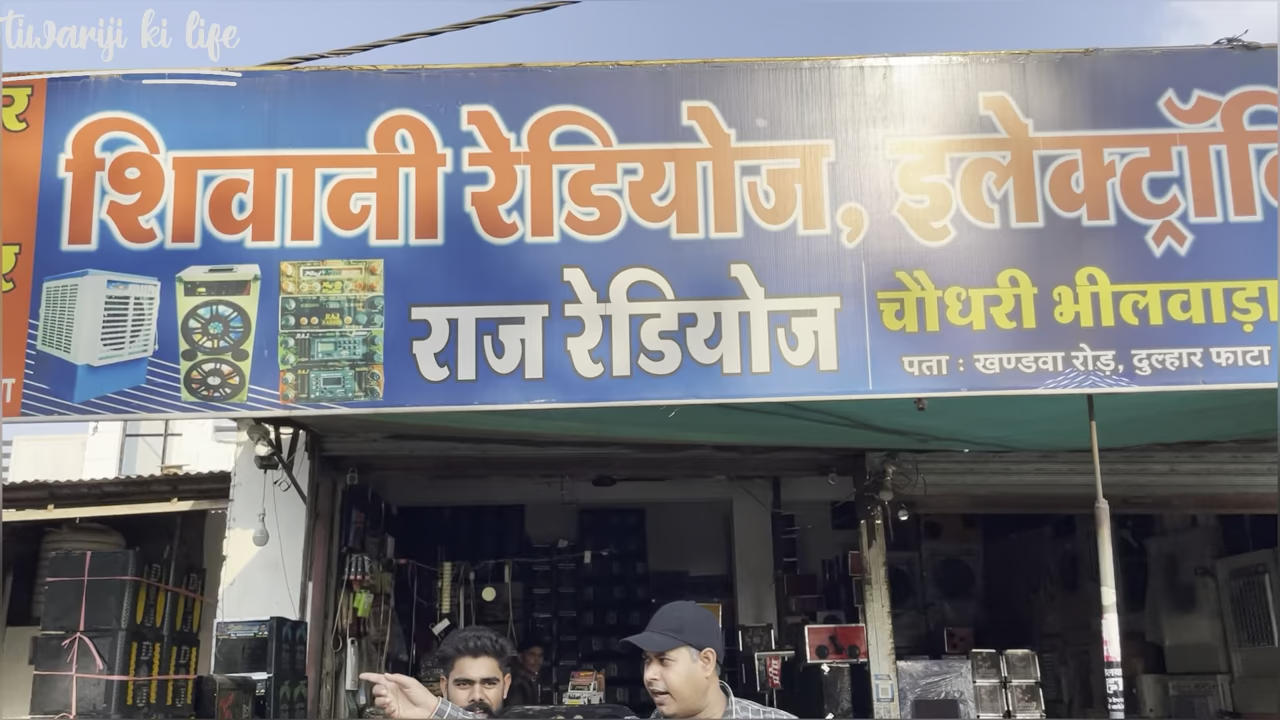 tiwariji ki life
शिवानी रेडियोज, इलेक्ट्रॉनि
राज रेडियोज
चौधरी भीलवाड़ा
पता : खण्डवा रोड़, दुल्हार फाटा